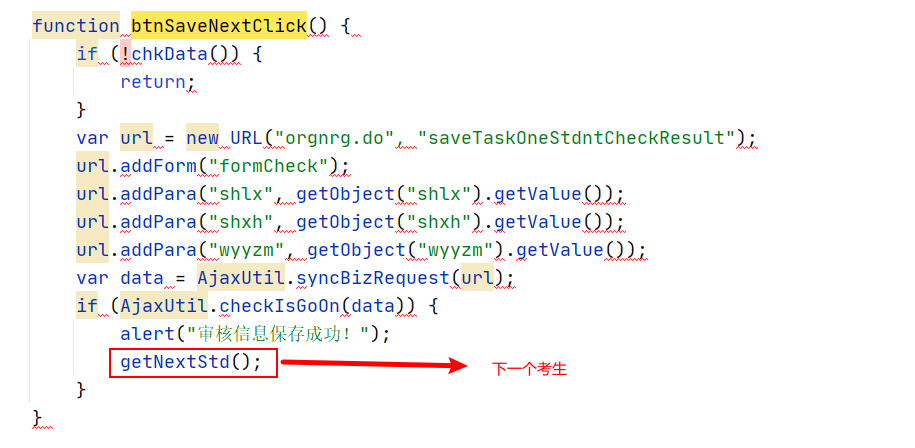 function btnSaveNextClick() {
if (!chkData()) {
return;
}
var url = new URL("orgnrg.do", "saveTaskOneStdntCheckResult");
url.addForm("formCheck");
url.addPara("shlx", getObject("shlx").getValue());
url.addPara("shxh", getObject("shxh").getValue());
url.addPara("wyyzm", getObject("wyyzm").getValue());
var data = AjaxUtil.syncBizRequest(url);
if (AjaxUtil.checkIsGoOn(data)) {
alert("审核信息保存成功！");
getNextStd(); 下一个考生
}
}